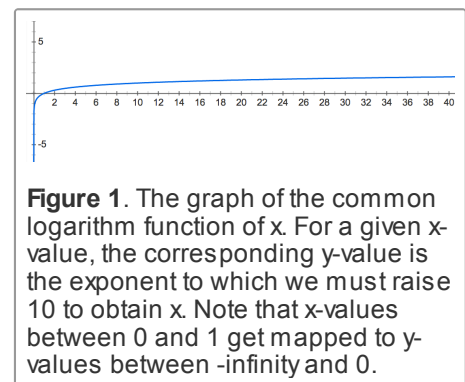 5
2 4 6 8 10 12 14 16 18 20 22 24 26 28 30 32 34 36 38 40
-5
Figure 1. The graph of the common
logarithm function of x. For a given x-
value, the corresponding y-value is
the exponent to which we must raise
10 to obtain x. Note that x-values
between 0 and 1 get mapped to y-
values between -infinity and 0.